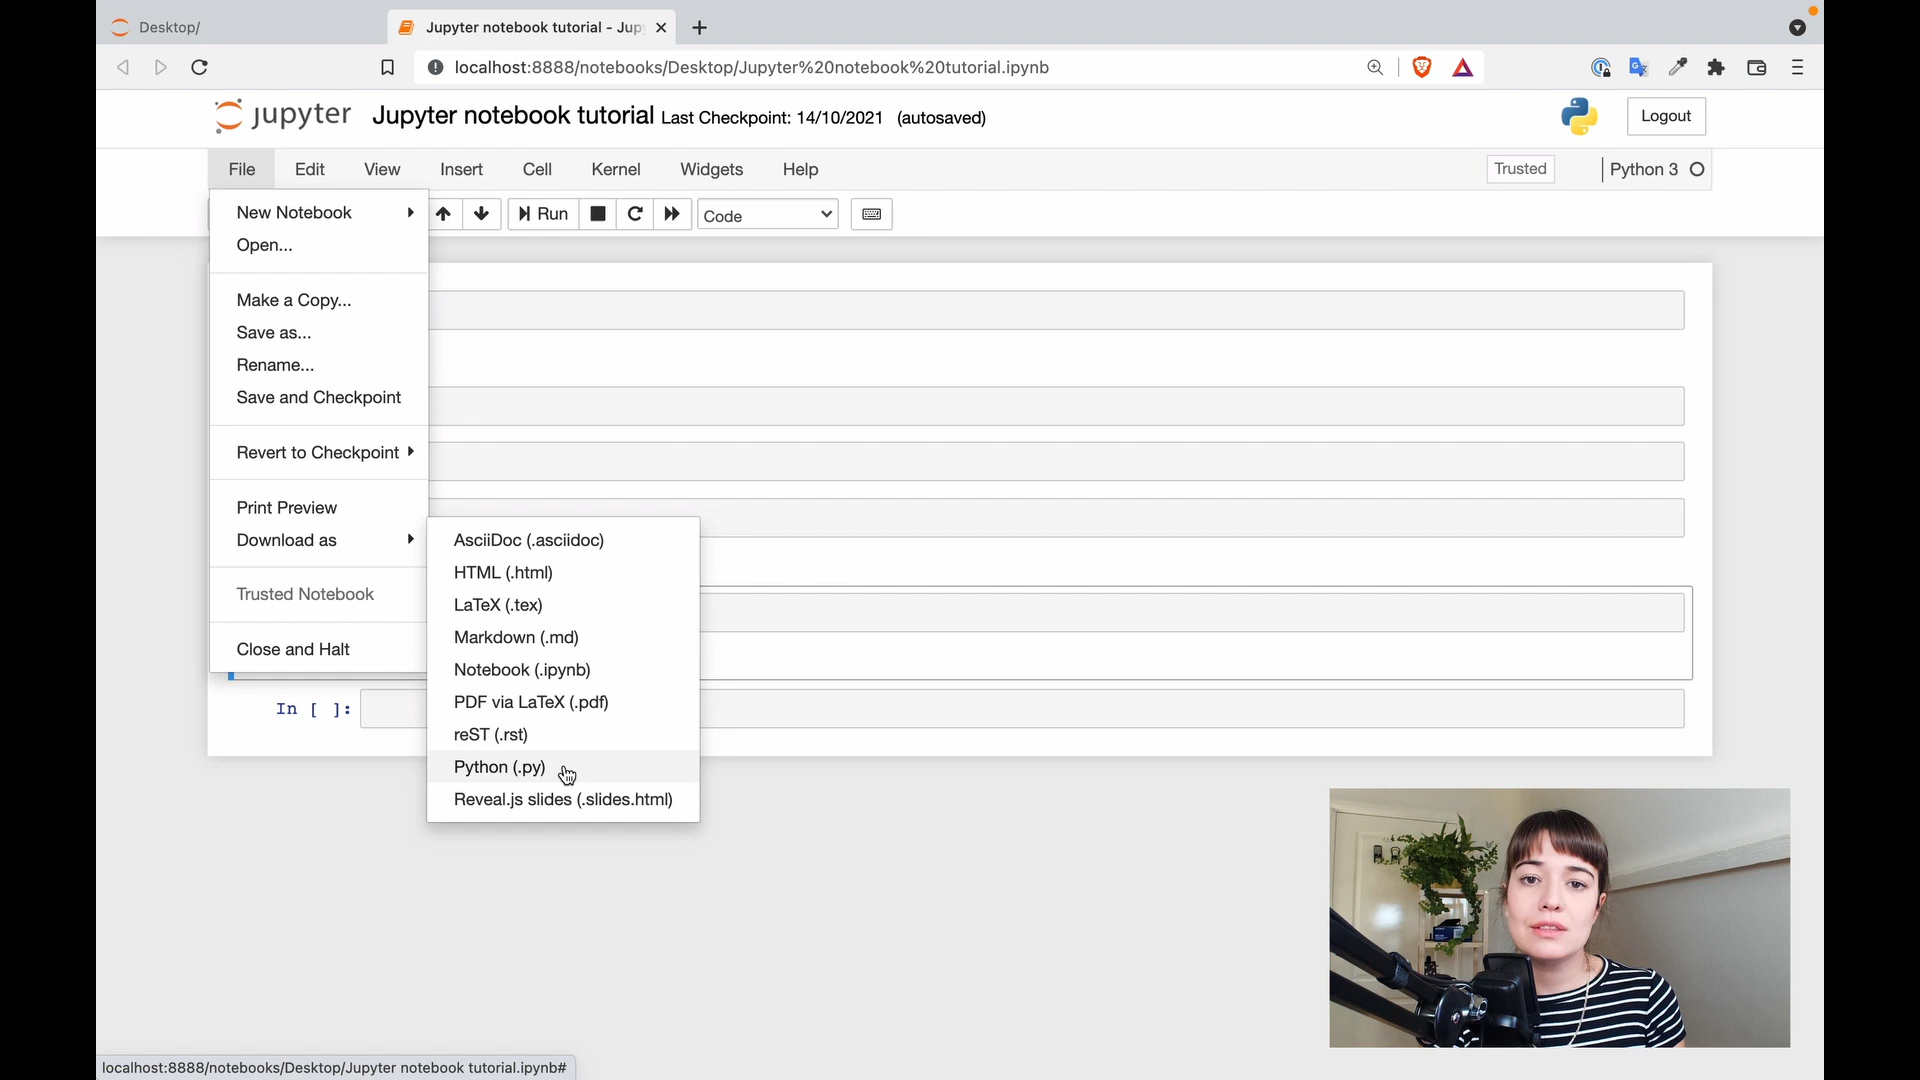 Desktop/
Jupyter notebook tutorial - Jup
localhost:8888/notebooks/Desktop/Jupyter%20notebook%20tutorial.ipynb
jupyter Jupyter notebook tutorial Last Checkpoint: 14/10/2021 (autosaved)
Logout
File Edit View Insert Cell Kernel Widgets Help Trusted Python 3
Run Code
New Notebook
Open...
Make a Copy...
Save as...
Rename...
Save and Checkpoint
Revert to Checkpoint
Print Preview
Download as
Trusted Notebook
Close and Halt
AsciiDoc (.asciidoc)
HTML (.html)
LaTeX (.tex)
Markdown (.md)
Notebook (.ipynb)
PDF via LaTeX (.pdf)
reST (.rst)
Python (.py)
Reveal.js slides (.slides.html)
In [ ]:
localhost:8888/notebooks/Desktop/Jupyter notebook tutorial.ipynb#